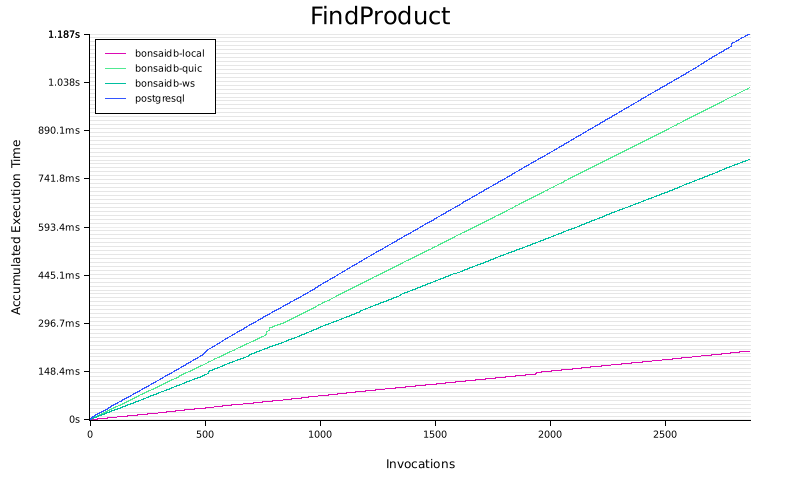 FindProduct
1.187s
1.038s
890.1ms
741.8ms
593.4ms
445.1ms
296.7ms
148.4ms
0s
Accumulated Execution Time
bonsaidb-local
bonsaidb-quic
bonsaidb-ws
postgresql
0 500 1000 1500 2000 2500
Invocations